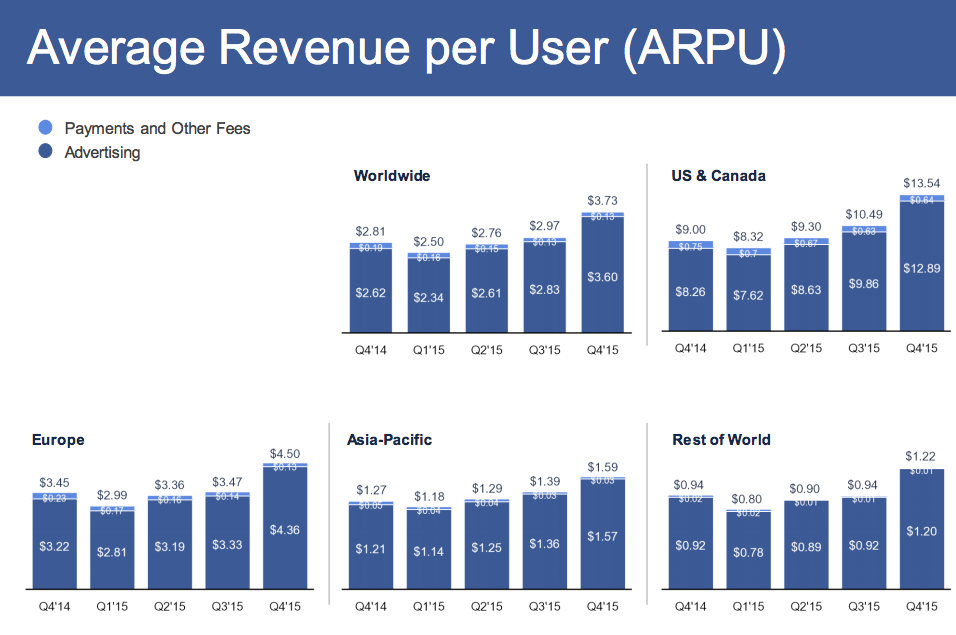 Average Revenue per User (ARPU)
Payments and Other Fees
Advertising
Worldwide
$2.81 $2.50 $2.76 $2.97 $3.73
$0.19 $0.16 $0.15 $0.13 $0.13
$2.62 $2.34 $2.61 $2.83 $3.60
Q4'14 Q1'15 Q2'15 Q3'15 Q4'15
US & Canada
$9.00 $8.32 $9.30 $10.49 $13.54
$0.75 $0.7 $0.67 $0.63 $0.64
$8.26 $7.62 $8.63 $9.86 $12.89
Q4'14 Q1'15 Q2'15 Q3'15 Q4'15
Europe
$3.45 $2.99 $3.36 $3.47 $4.50
$0.23 $0.17 $0.16 $0.14 $0.13
$3.22 $2.81 $3.19 $3.33 $4.36
Q4'14 Q1'15 Q2'15 Q3'15 Q4'15
Asia-Pacific
$1.27 $1.18 $1.29 $1.39 $1.59
$0.05 $0.04 $0.04 $0.03 $0.03
$1.21 $1.14 $1.25 $1.36 $1.57
Q4'14 Q1'15 Q2'15 Q3'15 Q4'15
Rest of World
$0.94 $0.80 $0.90 $0.94 $1.22
$0.02 $0.02 $0.01 $0.01 $0.01
$0.92 $0.78 $0.89 $0.92 $1.20
Q4'14 Q1'15 Q2'15 Q3'15 Q4'15